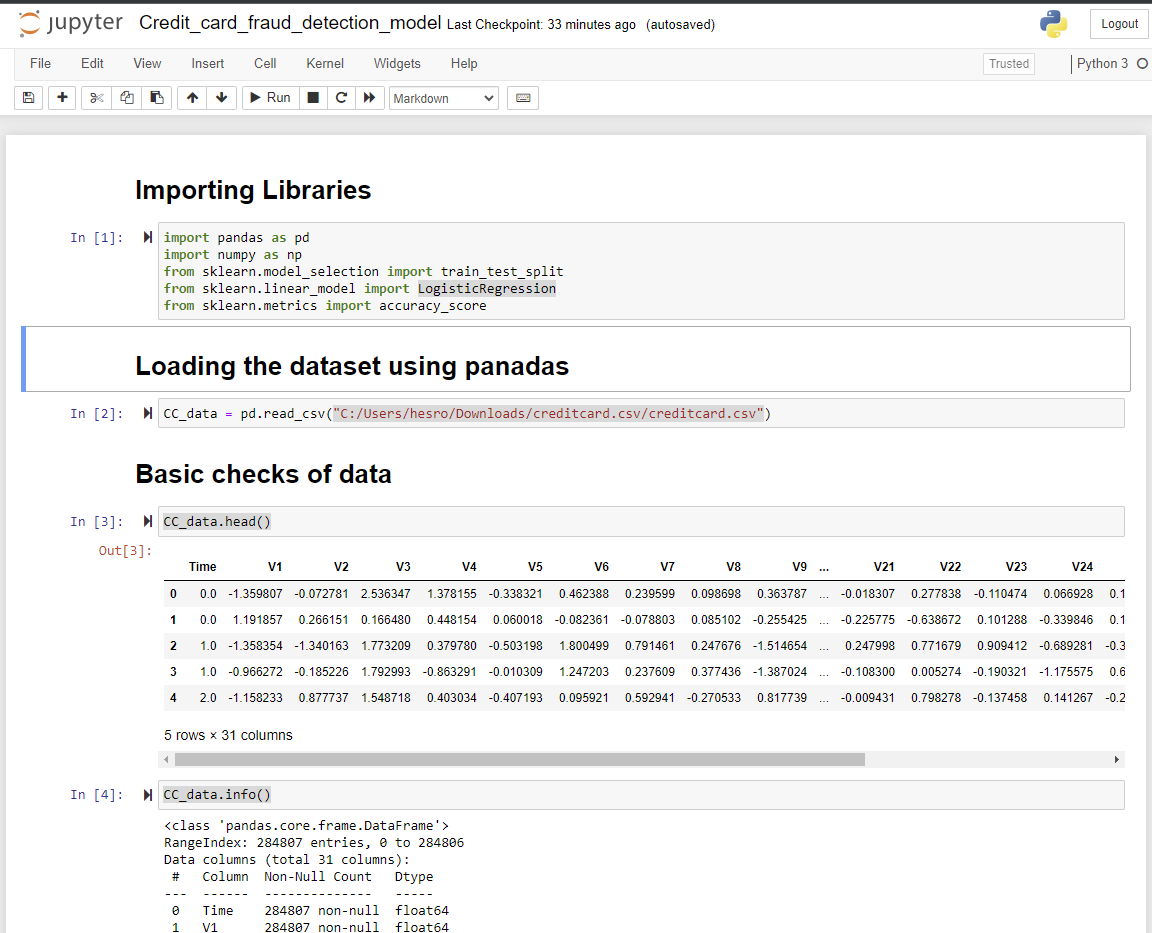 jupyter Credit_card_fraud_detection_model Last Checkpoint: 33 minutes ago (autosaved) Logout
File Edit View Insert Cell Kernel Widgets Help Trusted Python 3
Run Markdown
Importing Libraries
In [1]: import pandas as pd
import numpy as np
from sklearn.model_selection import train_test_split
from sklearn.linear_model import LogisticRegression
from sklearn.metrics import accuracy_score
Loading the dataset using panadas
In [2]: CC_data = pd.read_csv("C:/Users/hesro/Downloads/creditcard.csv/creditcard.csv")
Basic checks of data
In [3]: CC_data.head()
Out[3]:
Time V1 V2 V3 V4 V5 V6 V7 V8 V9 ... V21 V22 V23 V24
0 0.0 -1.359807 -0.072781 2.536347 1.378155 -0.338321 0.462388 0.239599 0.098698 0.363787 ... -0.018307 0.277838 -0.110474 0.066928 0.1
1 0.0 1.191857 0.266151 0.166480 0.448154 0.060018 -0.082361 -0.078803 0.085102 -0.255425 ... -0.225775 -0.638672 0.101288 -0.339846 0.1
2 1.0 -1.358354 -1.340163 1.773209 0.379780 -0.503198 1.800499 0.791461 0.247676 -1.514654 ... 0.247998 0.771679 0.909412 -0.689281 -0.3
3 1.0 -0.966272 -0.185226 1.792993 -0.863291 -0.010309 1.247203 0.237609 0.377436 -1.387024 ... -0.108300 0.005274 -0.190321 -1.175575 0.6
4 2.0 -1.158233 0.877737 1.548718 0.403034 -0.407193 0.095921 0.592941 -0.270533 0.817739 ... -0.009431 0.798278 -0.137458 0.141267 -0.2
5 rows × 31 columns
In [4]: CC_data.info()
<class 'pandas.core.frame.DataFrame'>
RangeIndex: 284807 entries, 0 to 284806
Data columns (total 31 columns):
# Column Non-Null Count Dtype
--- ------ -------------- -----
0 Time 284807 non-null float64
1 V1 284807 non-null float64